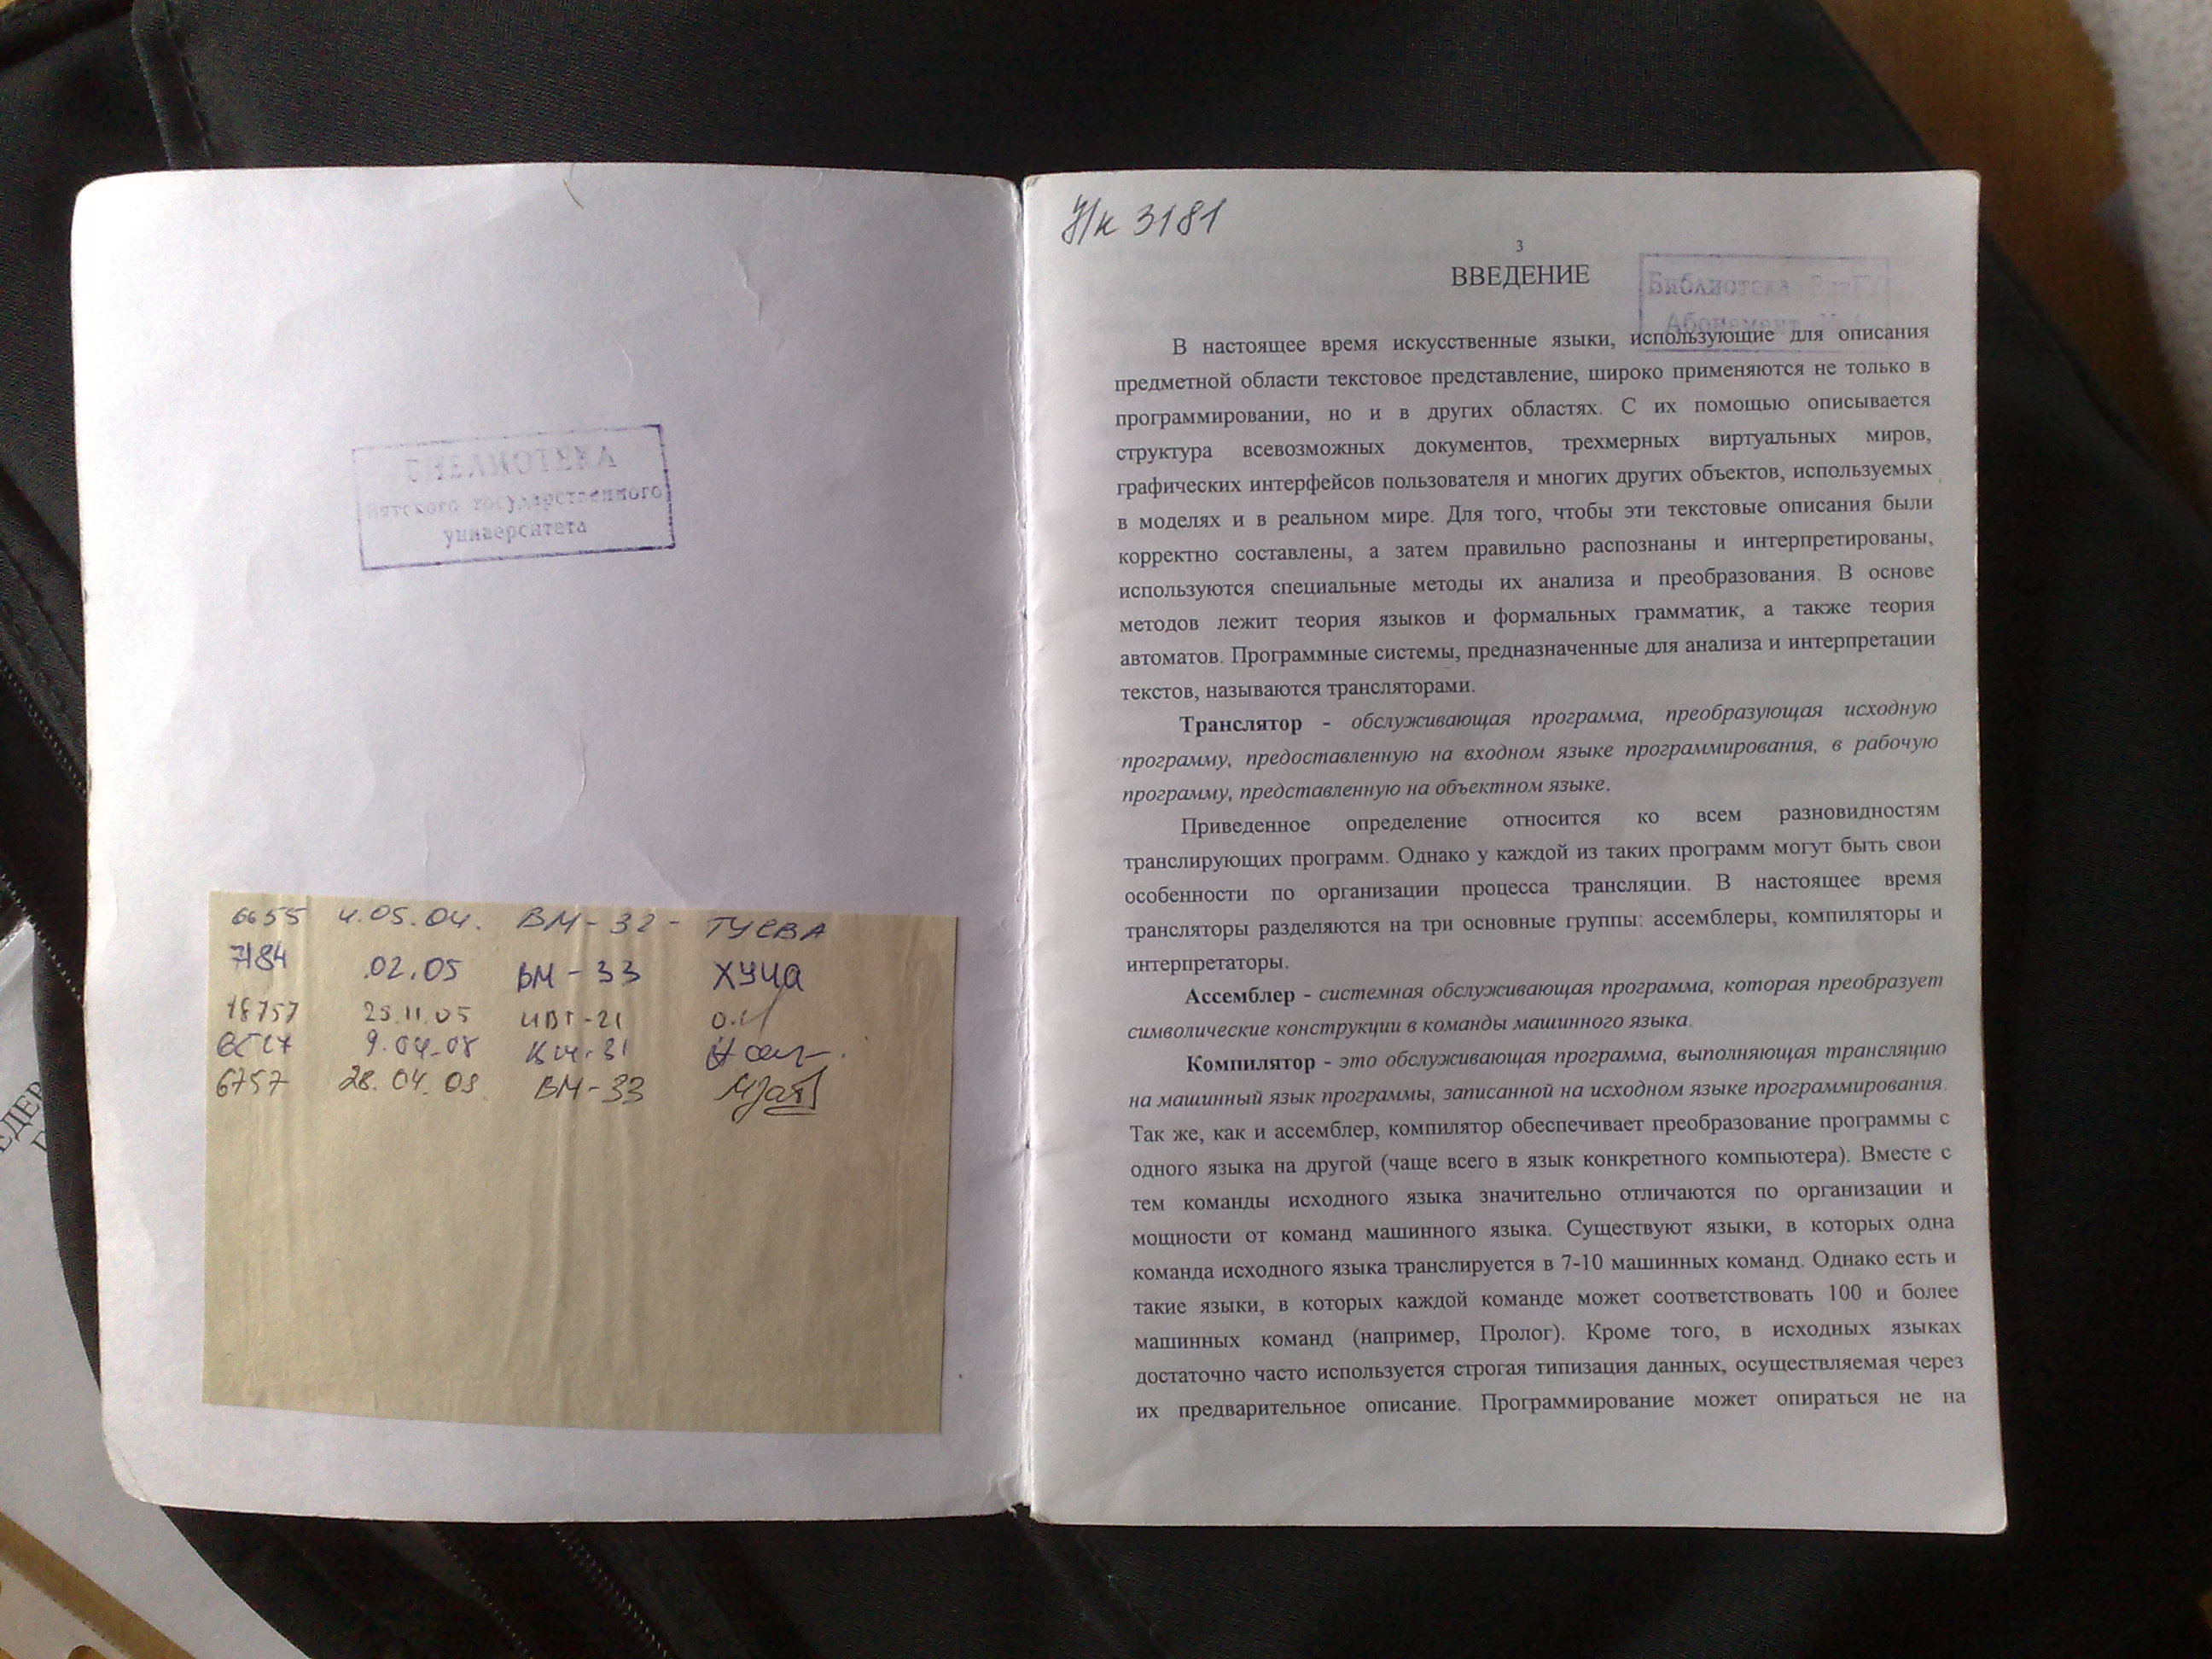 БИБЛИОТЕКА
Вятского государственного
университета
6655 4.05.04. ВМ-32- ТУЕВА
7184 .02.05 ВМ-33 ХУЧА
18757 25.11.05 ИВТ-21
9.04.08
6757 28.04.09. ВМ-33
3181
3
ВВЕДЕНИЕ
Библиотека
Абонемент
В настоящее время искусственные языки, использующие для описания
предметной области текстовое представление, широко применяются не только в
программировании, но и в других областях. С их помощью описывается
структура всевозможных документов, трехмерных виртуальных миров,
графических интерфейсов пользователя и многих других объектов, используемых
в моделях и в реальном мире. Для того, чтобы эти текстовые описания были
корректно составлены, а затем правильно распознаны и интерпретированы,
используются специальные методы их анализа и преобразования. В основе
методов лежит теория языков и формальных грамматик, а также теория
автоматов. Программные системы, предназначенные для анализа и интерпретации
текстов, называются трансляторами.
Транслятор - обслуживающая программа, преобразующая исходную
программу, предоставленную на входном языке программирования, в рабочую
программу, представленную на объектном языке.
Приведенное определение относится ко всем разновидностям
транслирующих программ. Однако у каждой из таких программ могут быть свои
особенности по организации процесса трансляции. В настоящее время
трансляторы разделяются на три основные группы: ассемблеры, компиляторы и
интерпретаторы.
Ассемблер - системная обслуживающая программа, которая преобразует
символические конструкции в команды машинного языка.
Компилятор - это обслуживающая программа, выполняющая трансляцию
на машинный язык программы, записанной на исходном языке программирования.
Так же, как и ассемблер, компилятор обеспечивает преобразование программы с
одного языка на другой (чаще всего в язык конкретного компьютера). Вместе с
тем команды исходного языка значительно отличаются по организации и
мощности от команд машинного языка. Существуют языки, в которых одна
команда исходного языка транслируется в 7-10 машинных команд. Однако есть и
такие языки, в которых каждой команде может соответствовать 100 и более
машинных команд (например, Пролог). Кроме того, в исходных языках
достаточно часто используется строгая типизация данных, осуществляемая через
их предварительное описание. Программирование может опираться не на